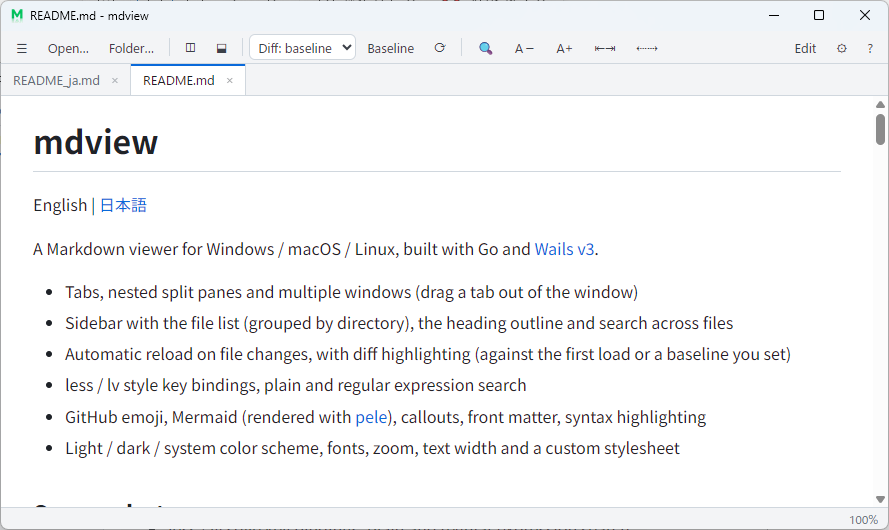 README.md - mdview
Open... Folder... Diff: baseline Baseline A− A+ Edit ?
README_ja.md × README.md ×
mdview
English | 日本語
A Markdown viewer for Windows / macOS / Linux, built with Go and Wails v3.
• Tabs, nested split panes and multiple windows (drag a tab out of the window)
• Sidebar with the file list (grouped by directory), the heading outline and search across files
• Automatic reload on file changes, with diff highlighting (against the first load or a baseline you set)
• less / lv style key bindings, plain and regular expression search
• GitHub emoji, Mermaid (rendered with pele), callouts, front matter, syntax highlighting
• Light / dark / system color scheme, fonts, zoom, text width and a custom stylesheet
100%